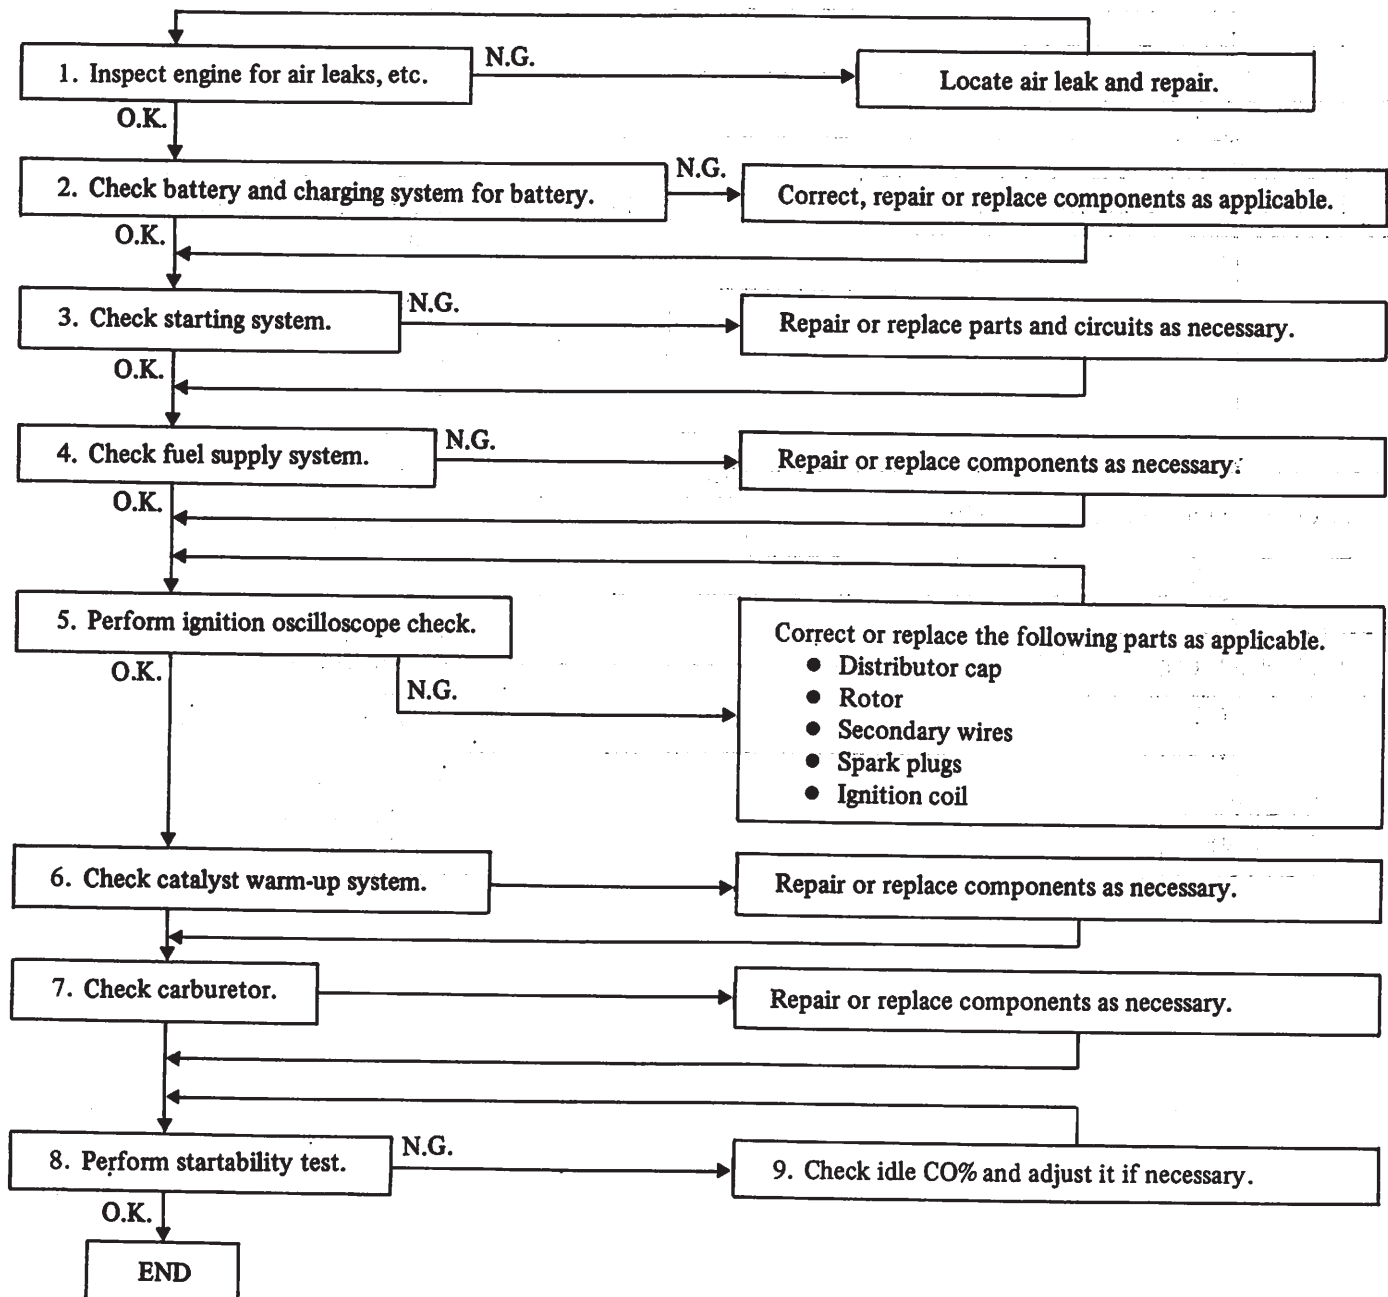 1. Inspect engine for air leaks, etc.
N.G.
Locate air leak and repair.
O.K.
2. Check battery and charging system for battery.
N.G.
Correct, repair or replace components as applicable.
O.K.
3. Check starting system.
N.G.
Repair or replace parts and circuits as necessary.
O.K.
4. Check fuel supply system.
N.G.
Repair or replace components as necessary.
O.K.
5. Perform ignition oscilloscope check.
O.K.
N.G.
Correct or replace the following parts as applicable.
● Distributor cap
● Rotor
● Secondary wires
● Spark plugs
● Ignition coil
6. Check catalyst warm-up system.
Repair or replace components as necessary.
7. Check carburetor.
Repair or replace components as necessary.
8. Perform startability test.
N.G.
9. Check idle CO% and adjust it if necessary.
O.K.
END